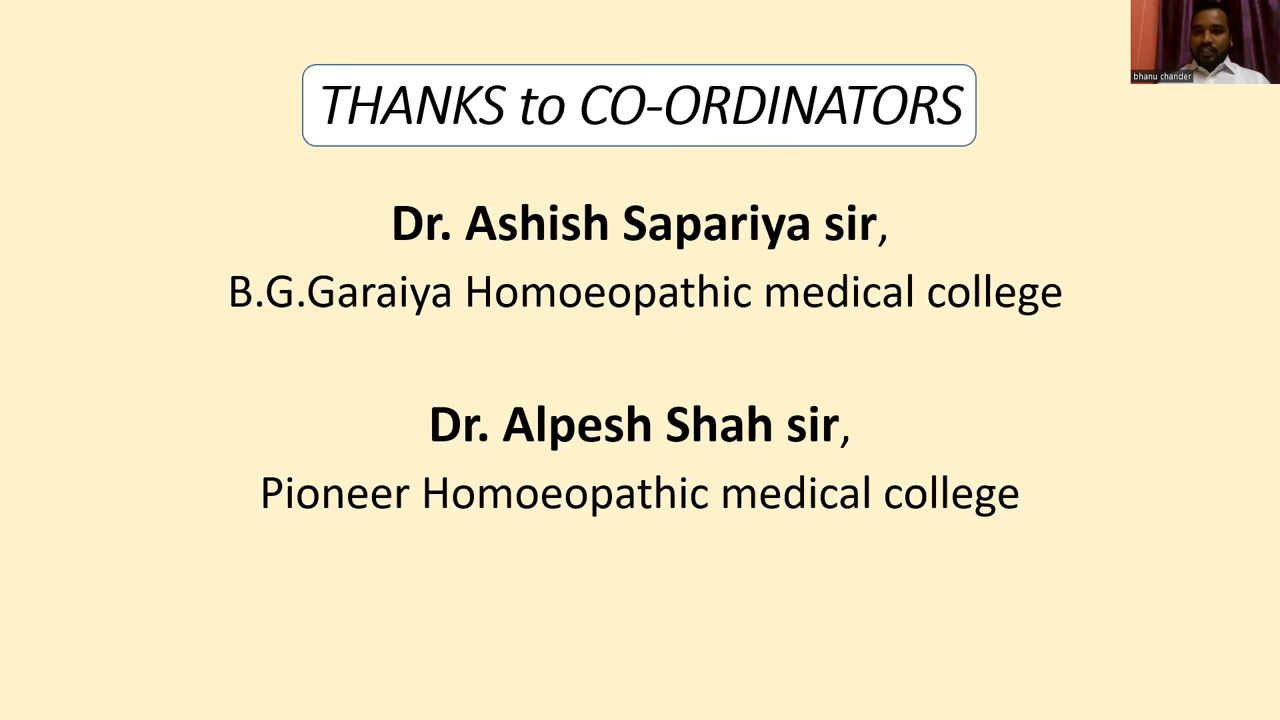 bhanu chander
THANKS to CO-ORDINATORS
Dr. Ashish Sapariya sir,
B.G.Garaiya Homoeopathic medical college
Dr. Alpesh Shah sir,
Pioneer Homoeopathic medical college